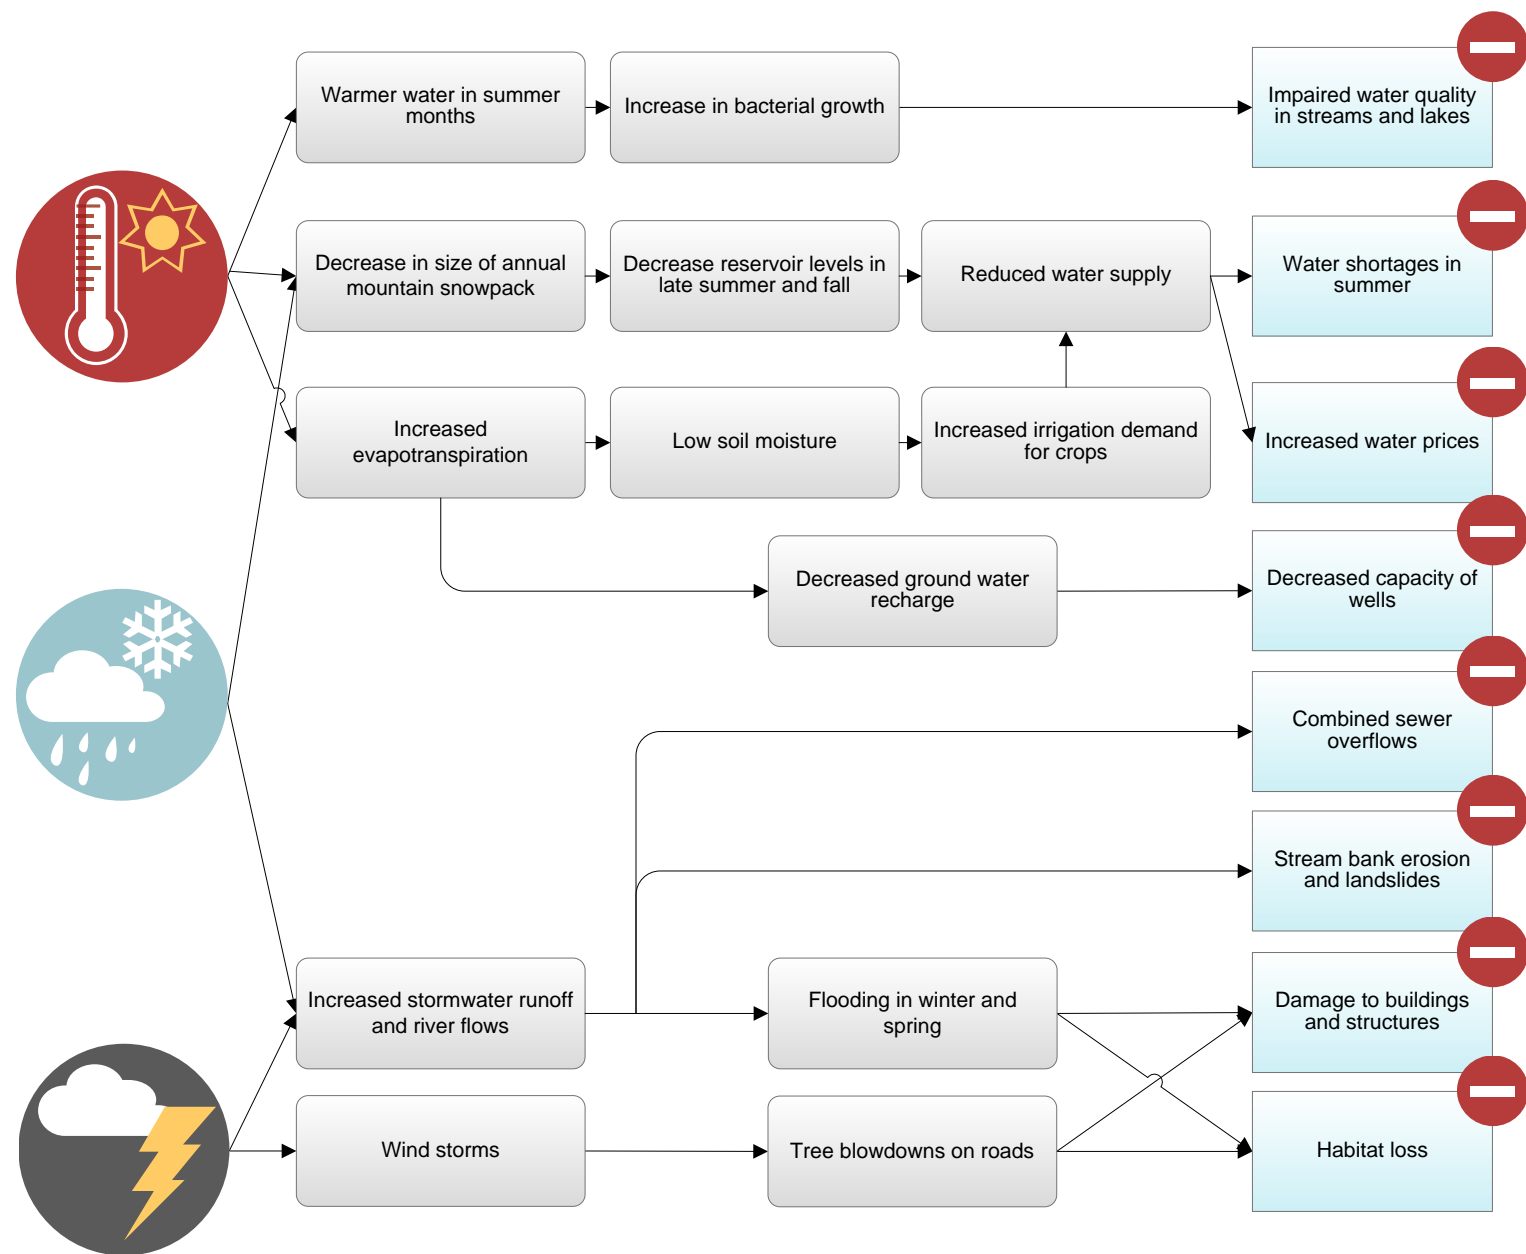 Warmer water in summer
months
Increase in bacterial growth
Impaired water quality
in streams and lakes
Decrease in size of annual
mountain snowpack
Decrease reservoir levels in
late summer and fall
Reduced water supply
Water shortages in
summer
Increased
evapotranspiration
Low soil moisture
Increased irrigation demand
for crops
Increased water prices
Decreased ground water
recharge
Decreased capacity of
wells
Combined sewer
overflows
Stream bank erosion
and landslides
Increased stormwater runoff
and river flows
Flooding in winter and
spring
Damage to buildings
and structures
Wind storms
Tree blowdowns on roads
Habitat loss